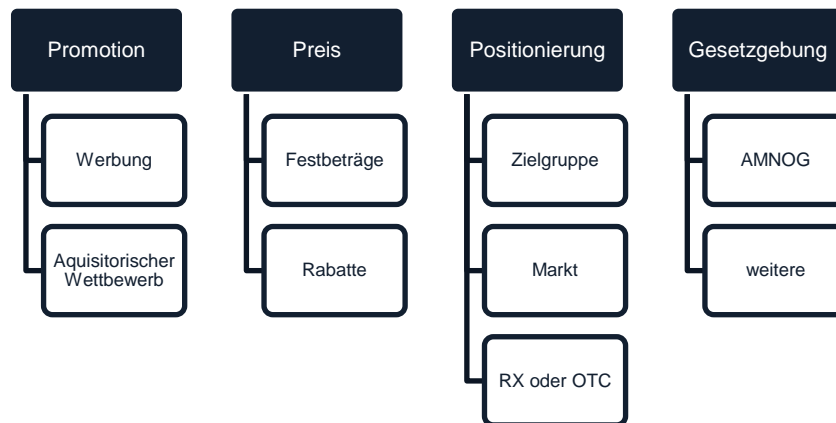 Promotion
Preis
Positionierung
Gesetzgebung
Werbung
Festbeträge
Zielgruppe
AMNOG
Aquisitorischer
Wettbewerb
Rabatte
Markt
weitere
RX oder OTC